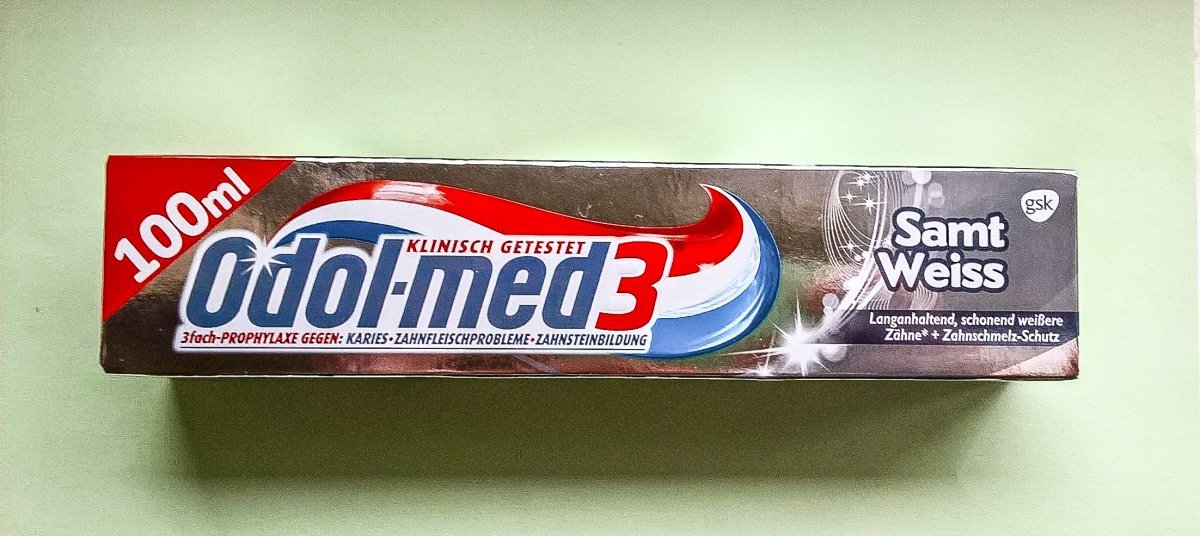 100ml
KLINISCH GETESTET
Odol-med3
3fach-PROPHYLAXE GEGEN: KARIES•ZAHNFLEISCHPROBLEME•ZAHNSTEINBILDUNG
gsk
Samt
Weiss
Langanhaltend, schonend weißere
Zähne* + Zahnschmelz-Schutz